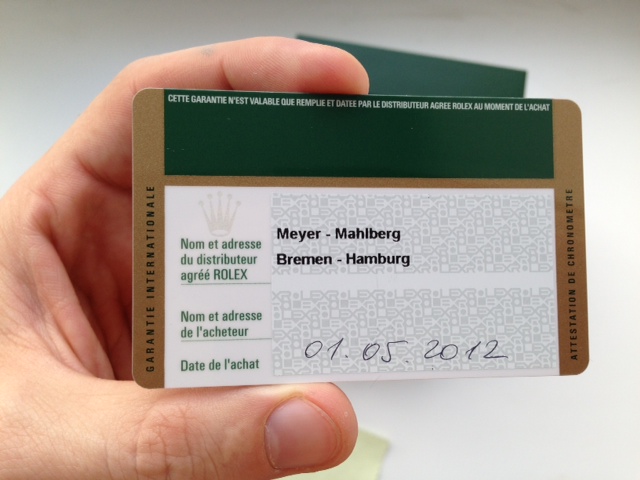 CETTE GARANTIE N'EST VALABLE QUE REMPLIE ET DATEE PAR LE DISTRIBUTEUR AGREE ROLEX AU MOMENT DE L'ACHAT
GARANTIE INTERNATIONALE
Nom et adresse
du distributeur
agréé ROLEX
Meyer - Mahlberg
Bremen - Hamburg
Nom et adresse
de l'acheteur
Date de l'achat
01.05.2012
ATTESTATION DE CHRONOMETRE